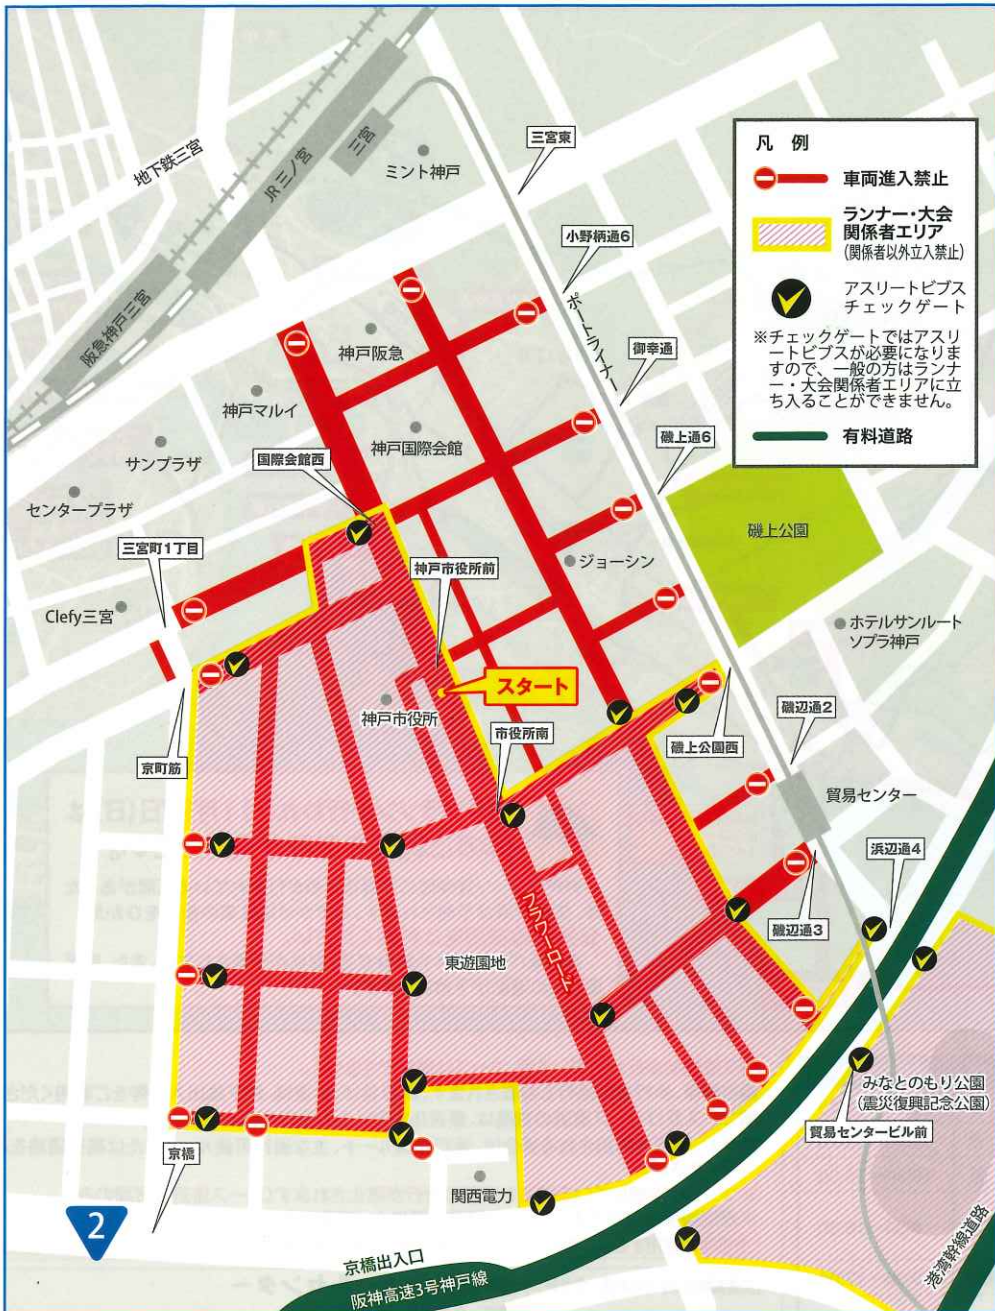 三宮東
地下鉄三宮
JR 三ノ宮
三宮
ミント神戸
凡 例
車両進入禁止
ランナー・大会
関係者エリア
(関係者以外立入禁止)
アスリートビブス
チェックゲート
※チェックゲートではアスリ
ートビブスが必要になりま
すので、一般の方はランナ
ー・大会関係者エリアに立
ち入ることができません。
有料道路
小野柄通6
ポートライナー
阪急神戸三宮
神戸阪急
御幸通
神戸マルイ
神戸国際会館
磯上通6
サンプラザ
国際会館西
センタープラザ
磯上公園
三宮町1丁目
神戸市役所前
ジョーシン
Clefy三宮
ホテルサンルート
ソプラ神戸
スタート
神戸市役所
市役所南
磯上公園西
磯辺通2
京町筋
貿易センター
浜辺通4
フラワーロード
磯辺通3
東遊園地
みなとのもり公園
(震災復興記念公園)
貿易センタービル前
京橋
関西電力
2
京橋出入口
阪神高速3号神戸線
港湾幹線道路